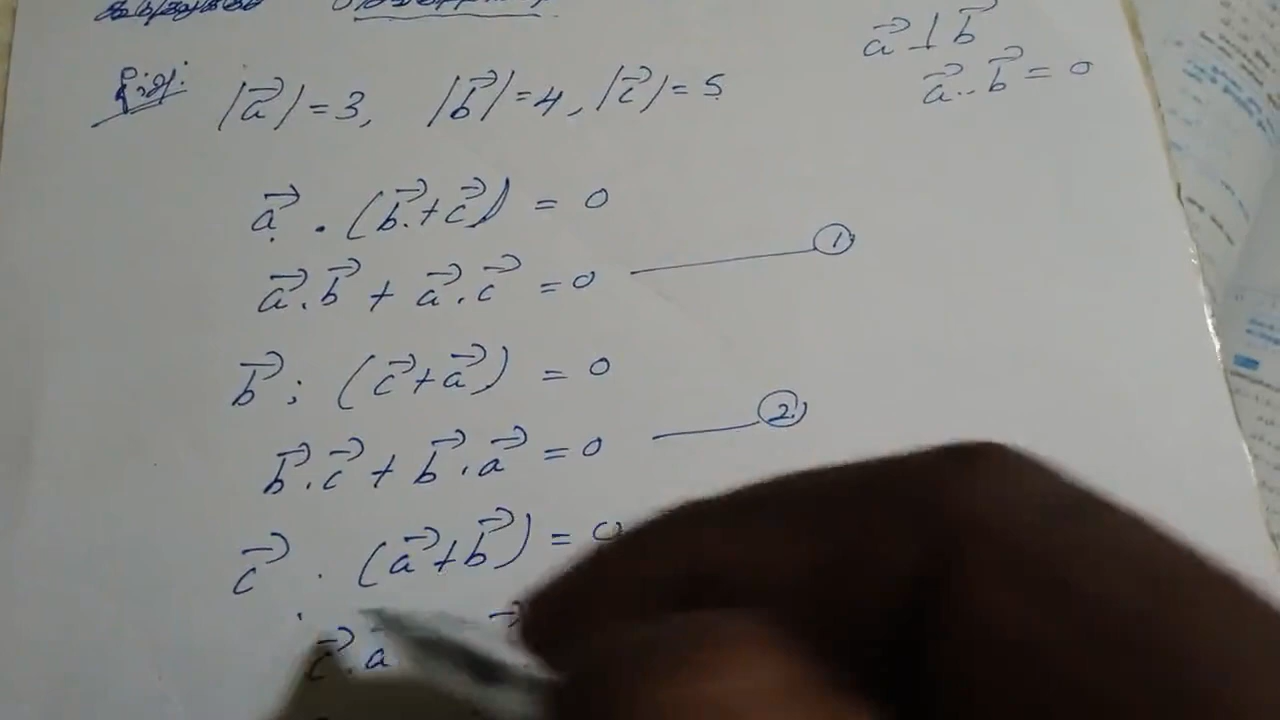 a⃗ ⊥ b⃗
a⃗ . b⃗ = 0
|a⃗| = 3, |b⃗| = 4, |c⃗| = 5
a⃗ . (b⃗ + c⃗) = 0
a⃗ . b⃗ + a⃗ . c⃗ = 0 —— ①
b⃗ ; (c⃗ + a⃗) = 0
b⃗ . c⃗ + b⃗ . a⃗ = 0 —— ②
c⃗ . (a⃗ + b⃗) = 0
c⃗ . a